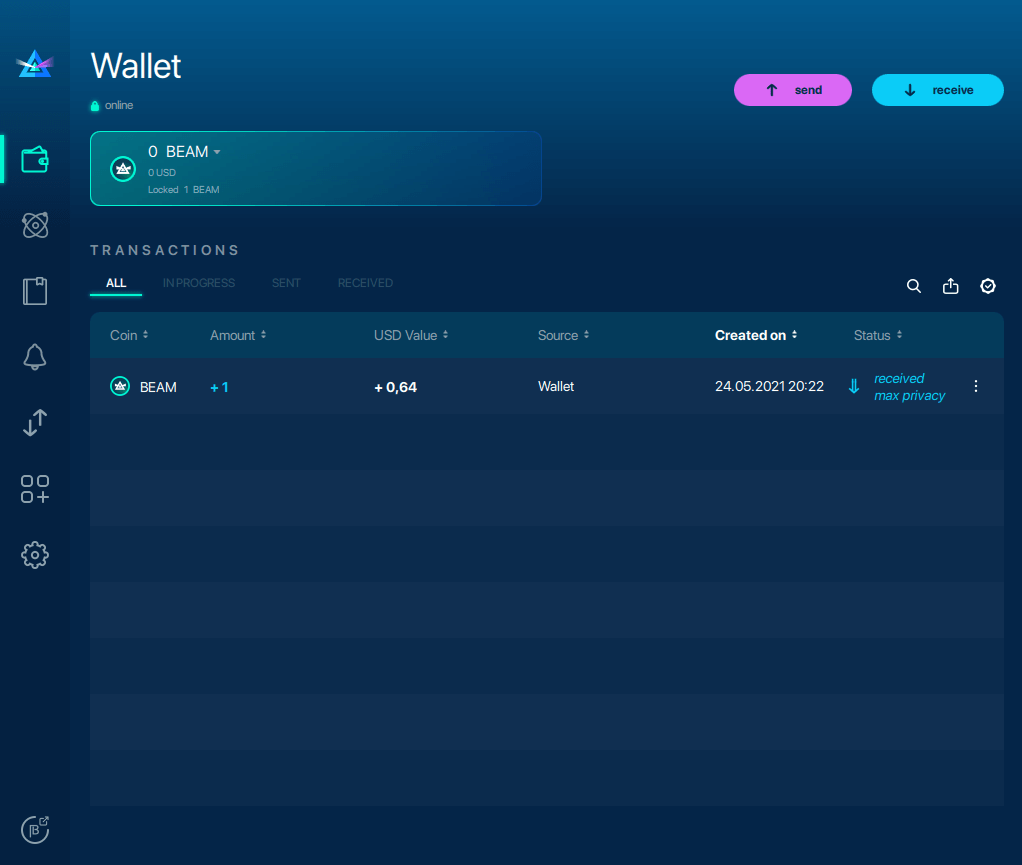 Wallet
online
send
receive
0 BEAM
0 USD
Locked 1 BEAM
TRANSACTIONS
ALL IN PROGRESS SENT RECEIVED
Coin Amount USD Value Source Created on Status
BEAM + 1 + 0,64 Wallet 24.05.2021 20:22 received
max privacy